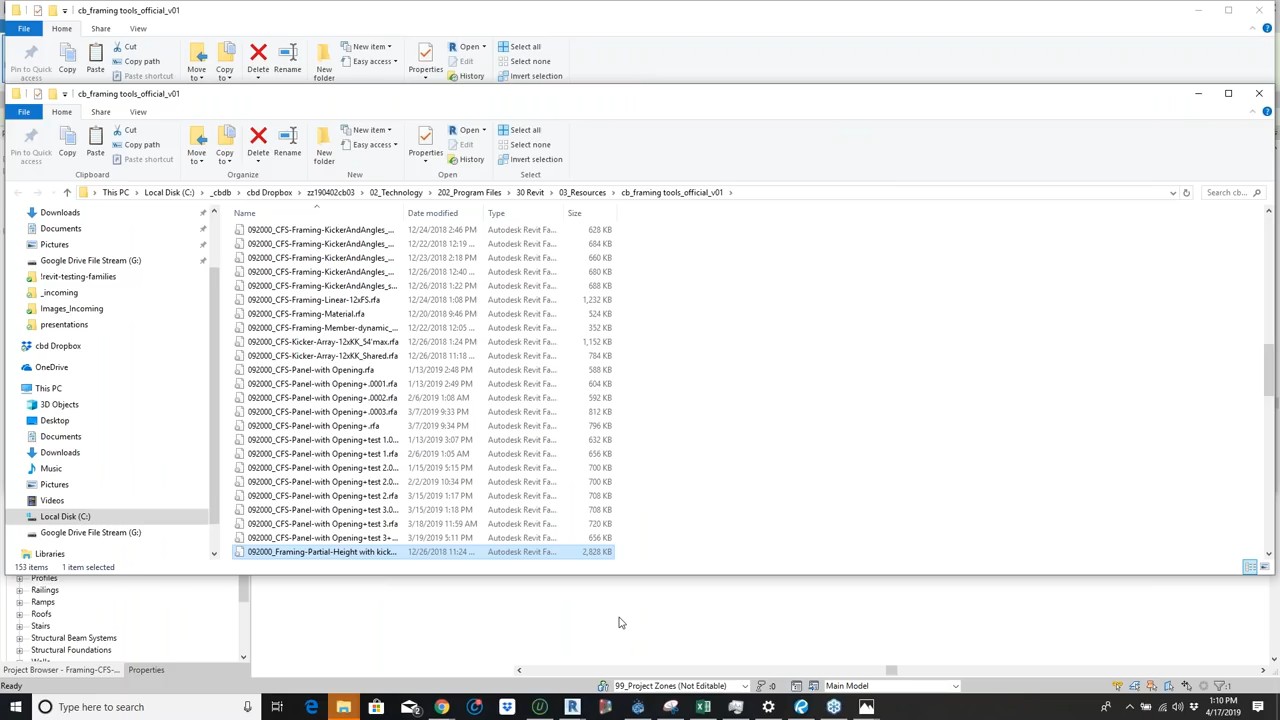 cb_framing tools_official_v01
File Home Share View
Pin to Quick access
Copy
Paste
Cut
Copy path
Paste shortcut
Move to
Copy to
Delete
Rename
New folder
New item
Easy access
Properties
Open
Edit
History
Select all
Select none
Invert selection
cb_framing tools_official_v01
File Home Share View
Pin to Quick access
Copy
Paste
Cut
Copy path
Paste shortcut
Move to
Copy to
Delete
Rename
New folder
New item
Easy access
Properties
Open
Edit
History
Select all
Select none
Invert selection
Clipboard Organize New Open Select
This PC > Local Disk (C:) > _cbdb > cbd Dropbox > zz190402cb03 > 02_Technology > 202_Program Files > 30 Revit > 03_Resources > cb_framing tools_official_v01 >
Search cb...
Downloads
Documents
Pictures
Google Drive File Stream (G:)
!revit-testing-families
_incoming
Images_Incoming
presentations
cbd Dropbox
OneDrive
This PC
3D Objects
Desktop
Documents
Downloads
Music
Pictures
Videos
Local Disk (C:)
Google Drive File Stream (G:)
Libraries
Name Date modified Type Size
092000_CFS-Framing-KickerAndAngles_... 12/24/2018 2:46 PM Autodesk Revit Fa... 628 KB
092000_CFS-Framing-KickerAndAngles_... 12/22/2018 12:19 ... Autodesk Revit Fa... 684 KB
092000_CFS-Framing-KickerAndAngles_... 12/23/2018 2:18 PM Autodesk Revit Fa... 660 KB
092000_CFS-Framing-KickerAndAngles_... 12/26/2018 12:40 ... Autodesk Revit Fa... 680 KB
092000_CFS-Framing-KickerAndAngles_s... 12/26/2018 1:22 PM Autodesk Revit Fa... 688 KB
092000_CFS-Framing-Linear-12xFS.rfa 12/24/2018 1:08 PM Autodesk Revit Fa... 1,232 KB
092000_CFS-Framing-Material.rfa 12/20/2018 9:46 PM Autodesk Revit Fa... 524 KB
092000_CFS-Framing-Member-dynamic_... 12/22/2018 12:05 ... Autodesk Revit Fa... 352 KB
092000_CFS-Kicker-Array-12xKK_54'max.rfa 12/26/2018 1:24 PM Autodesk Revit Fa... 1,152 KB
092000_CFS-Kicker-Array-12xKK_Shared.rfa 12/26/2018 11:18 ... Autodesk Revit Fa... 784 KB
092000_CFS-Panel-with Opening.rfa 1/13/2019 2:48 PM Autodesk Revit Fa... 588 KB
092000_CFS-Panel-with Opening+.0001.rfa 1/13/2019 2:49 PM Autodesk Revit Fa... 604 KB
092000_CFS-Panel-with Opening+.0002.rfa 2/6/2019 1:08 AM Autodesk Revit Fa... 592 KB
092000_CFS-Panel-with Opening+.0003.rfa 3/7/2019 9:33 PM Autodesk Revit Fa... 812 KB
092000_CFS-Panel-with Opening+.rfa 3/7/2019 9:34 PM Autodesk Revit Fa... 796 KB
092000_CFS-Panel-with Opening+test 1.0... 1/13/2019 3:07 PM Autodesk Revit Fa... 632 KB
092000_CFS-Panel-with Opening+test 1.rfa 2/6/2019 1:05 AM Autodesk Revit Fa... 656 KB
092000_CFS-Panel-with Opening+test 2.0... 1/15/2019 5:15 PM Autodesk Revit Fa... 700 KB
092000_CFS-Panel-with Opening+test 2.0... 2/2/2019 10:34 PM Autodesk Revit Fa... 700 KB
092000_CFS-Panel-with Opening+test 2.rfa 3/15/2019 1:17 PM Autodesk Revit Fa... 708 KB
092000_CFS-Panel-with Opening+test 3.0... 3/15/2019 1:18 PM Autodesk Revit Fa... 708 KB
092000_CFS-Panel-with Opening+test 3.rfa 3/18/2019 11:59 AM Autodesk Revit Fa... 720 KB
092000_CFS-Panel-with Opening+test 3+... 3/19/2019 5:11 PM Autodesk Revit Fa... 656 KB
092000_Framing-Partial-Height with kick... 12/26/2018 11:24 ... Autodesk Revit Fa... 2,828 KB
153 items 1 item selected
Profiles
Railings
Ramps
Roofs
Stairs
Structural Beam Systems
Structural Foundations
Walls
Project Browser - Framing-CFS-... Properties
Ready
99_Project Zones (Not Editable)
:0
Main Model
:1
Type here to search
1:10 PM
4/17/2019